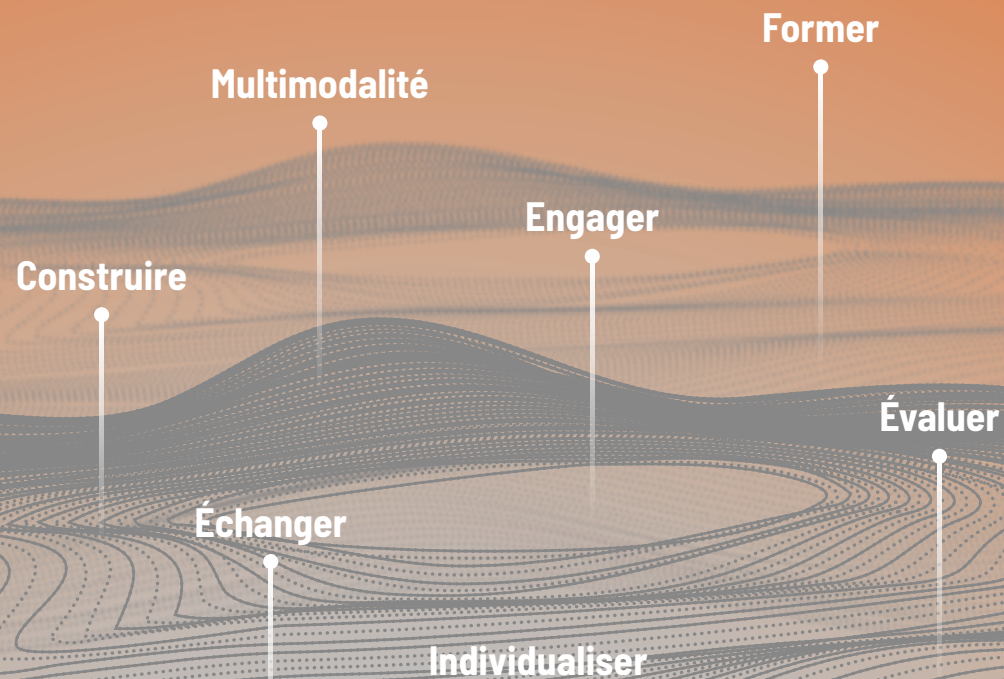 Former
Multimodalité
Engager
Construire
Évaluer
Échanger
Individualiser